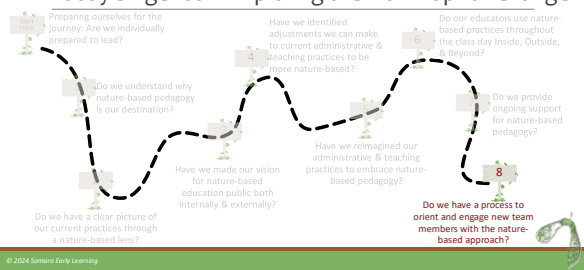 Preparing ourselves for the
journey: Are we individually
prepared to lead?
Do we understand why
nature-based pedagogy
is our destination?
Do we have a clear picture of
our current practices through
a nature-based lens?
Have we made our vision
for nature-based
education public both
internally & externally?
Have we identified
adjustments we can make
to current administrative &
teaching practices to be
more nature-based?
4
Have we reimagined our
administrative & teaching
practices to embrace nature-
based pedagogy?
Do our educators use nature-
based practices throughout
the class day Inside, Outside,
& Beyond?
6
Do we provide
ongoing support
for nature-based
pedagogy?
8
Do we have a process to
orient and engage new team
members with the nature-
based approach?
© 2024 Samara Early Learning